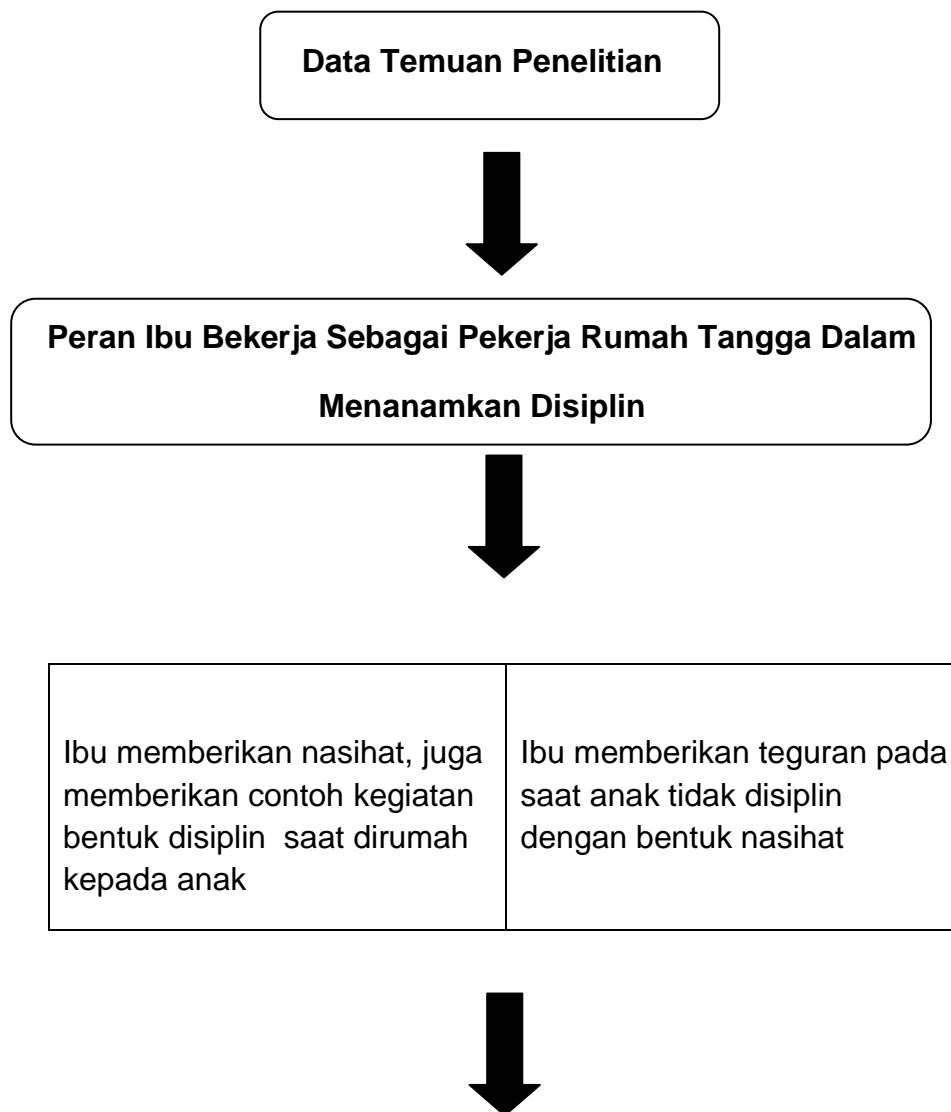 Data Temuan Penelitian
Peran Ibu Bekerja Sebagai Pekerja Rumah Tangga Dalam
Menanamkan Disiplin
Ibu memberikan nasihat, juga
memberikan contoh kegiatan
bentuk disiplin  saat dirumah
kepada anak
Ibu memberikan teguran pada
saat anak tidak disiplin
dengan bentuk nasihat